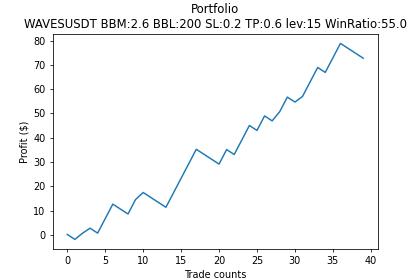 Portfolio
WAVESUSDT BBM:2.6 BBL:200 SL:0.2 TP:0.6 lev:15 WinRatio:55.0
Profit ($)
80
70
60
50
40
30
20
10
0
0 5 10 15 20 25 30 35 40
Trade counts